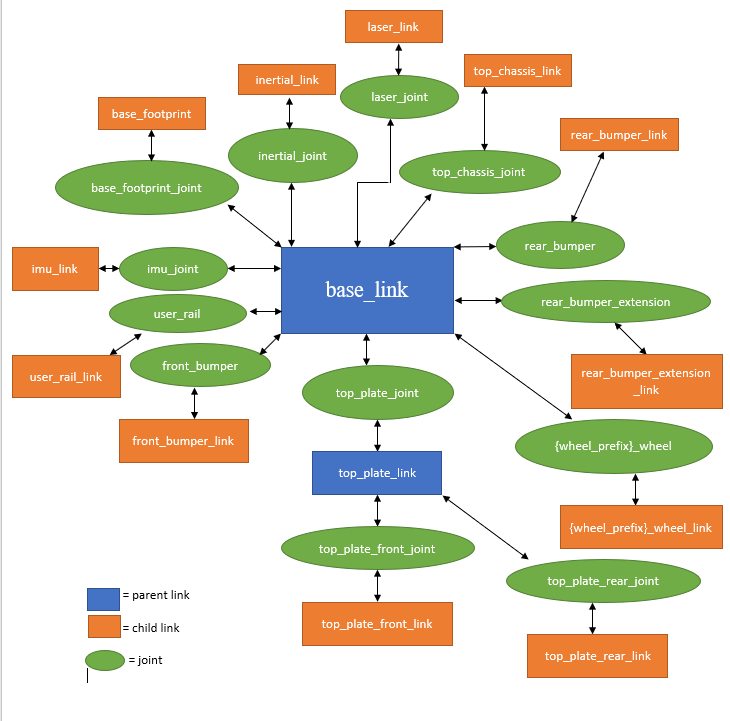 laser_link
top_chassis_link
inertial_link
laser_joint
base_footprint
rear_bumper_link
inertial_joint
top_chassis_joint
base_footprint_joint
rear_bumper
imu_link
imu_joint
base_link
rear_bumper_extension
user_rail
user_rail_link
front_bumper
rear_bumper_extension
_link
top_plate_joint
front_bumper_link
{wheel_prefix}_wheel
top_plate_link
{wheel_prefix}_wheel_link
top_plate_front_joint
top_plate_rear_joint
top_plate_front_link
top_plate_rear_link
= parent link
= child link
= joint